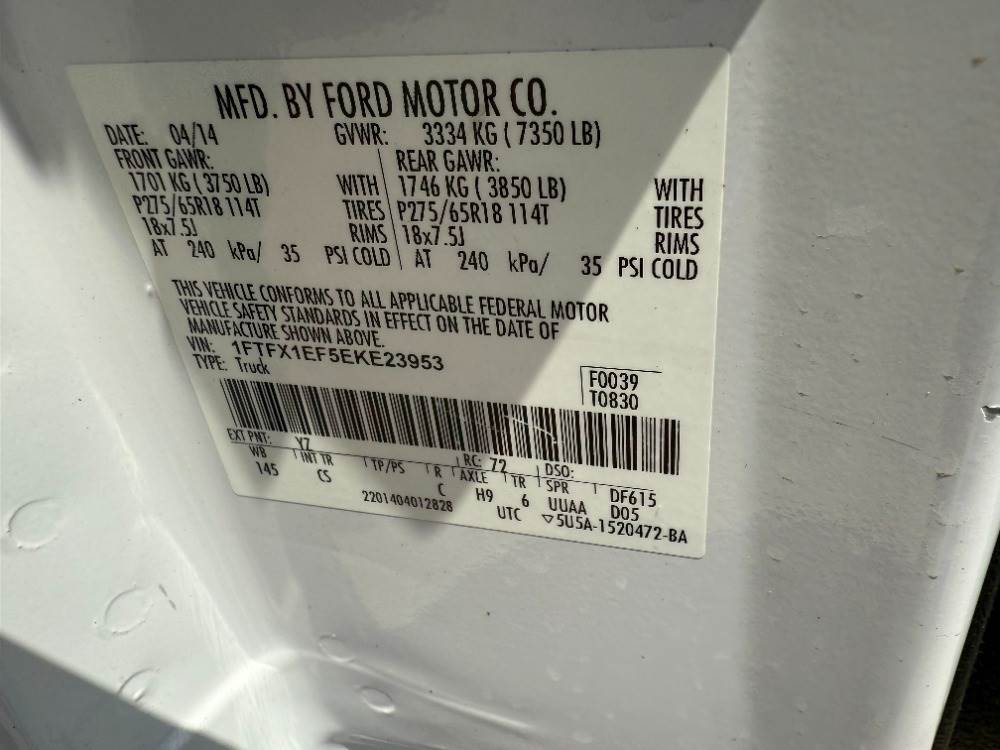 MFD. BY FORD MOTOR CO.
DATE: 04/14 GVWR: 3334 KG ( 7350 LB)
FRONT GAWR: REAR GAWR:
1701 KG ( 3750 LB) WITH 1746 KG ( 3850 LB) WITH
P275/65R18 114T TIRES P275/65R18 114T TIRES
18x7.5J RIMS 18x7.5J RIMS
AT 240 kPa/ 35 PSI COLD AT 240 kPa/ 35 PSI COLD
THIS VEHICLE CONFORMS TO ALL APPLICABLE FEDERAL MOTOR
VEHICLE SAFETY STANDARDS IN EFFECT ON THE DATE OF
MANUFACTURE SHOWN ABOVE.
VIN: 1FTFX1EF5EKE23953
TYPE: Truck
F0039
T0830
EXT PNT: YZ RC: 72 DSO:
WB INT TR TP/PS R AXLE TR SPR DF615
145 CS C H9 6 UUAA D05
2201404012828 UTC ▽5U5A-1520472-BA